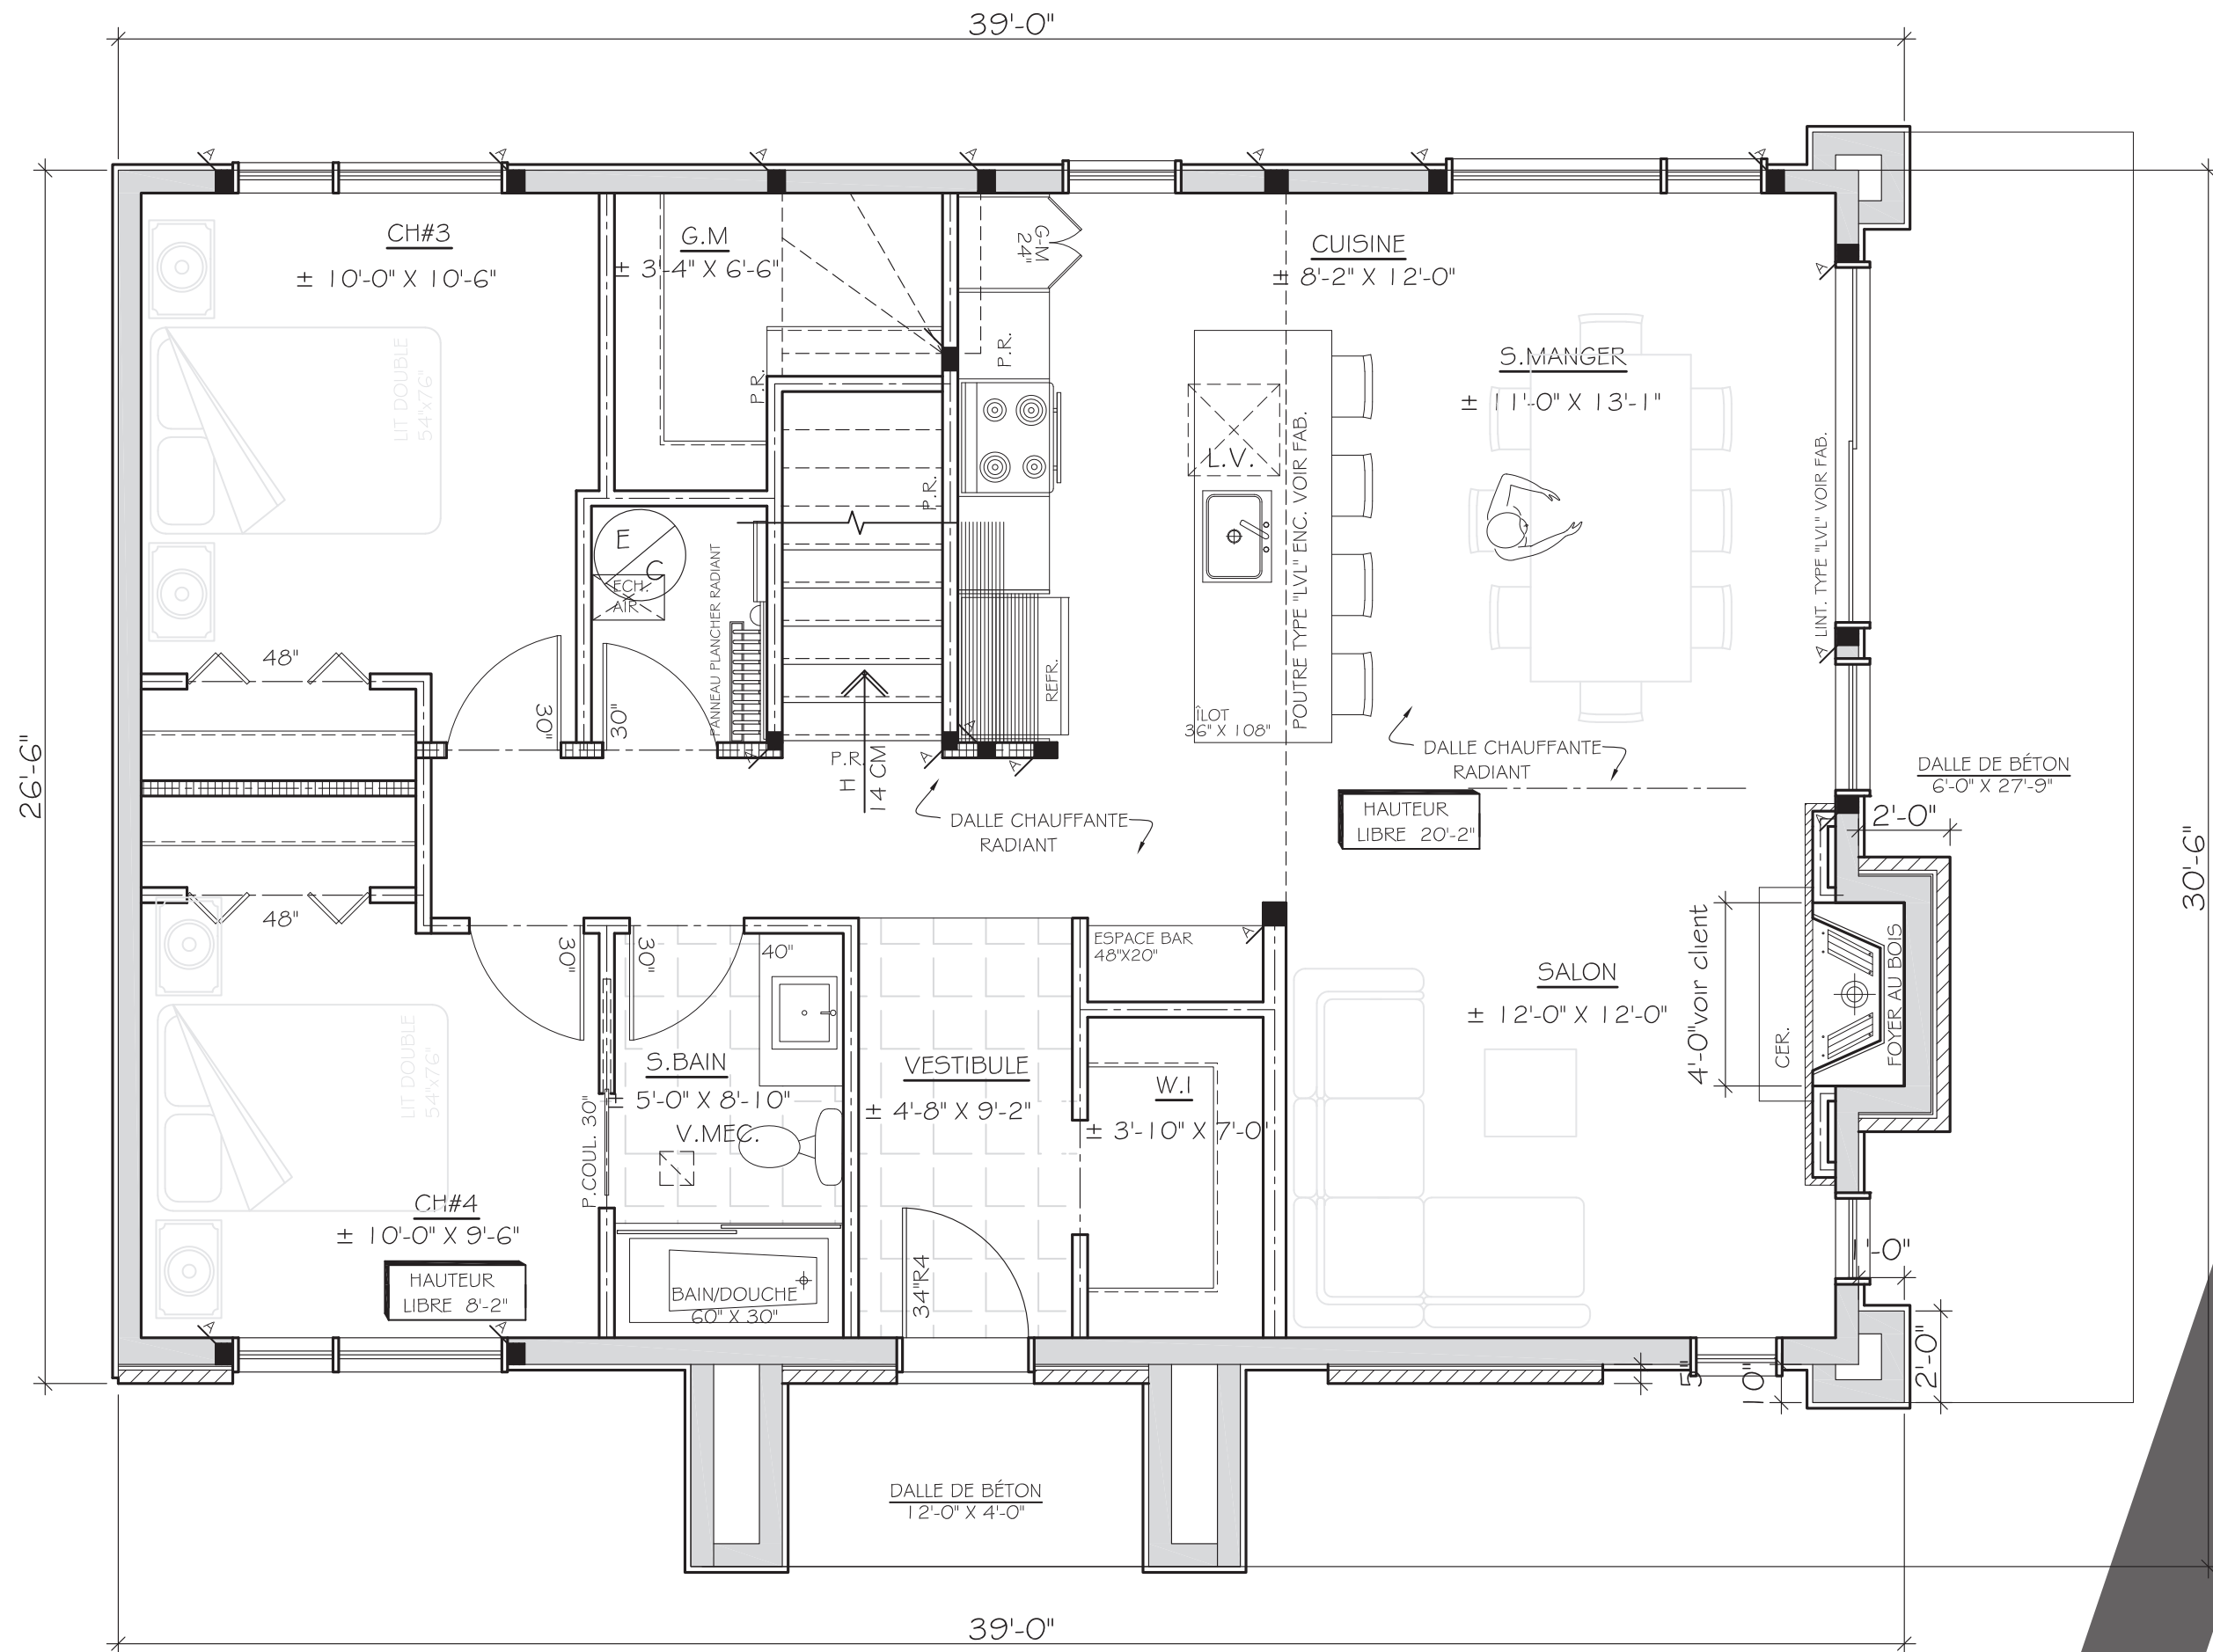 39'-0"
A
A
A
A
A
A
A
CH#3
± 10'-0" X 10'-6"
G.M
± 3'-4" X 6'-6"
G-M
24"
CUISINE
± 8'-2" X 12'-0"
A
P.R.
P.R.
S.MANGER
± 11'-0" X 13'-1"
LIT DOUBLE
54"x76"
L.V.
P.R.
POUTRE TYPE "LVL" ENC. VOIR FAB.
LINT. TYPE "LVL" VOIR FAB.
A
E
C
ECH.
AIR
PANNEAU PLANCHER RADIANT
48"
30"
30"
REFR.
ÎLOT
36" X 108"
26'-6"
30'-6"
P.R.
H
14 CM
A
A
A
A
DALLE CHAUFFANTE
RADIANT
DALLE CHAUFFANTE
RADIANT
DALLE DE BÉTON
6'-0" X 27'-9"
HAUTEUR
LIBRE 20'-2"
A
2'-0"
48"
30"
30"
40"
ESPACE BAR
48"X20"
A
4'-0"voir client
CER.
FOYER AU BOIS
SALON
± 12'-0" X 12'-0"
LIT DOUBLE
54"x76"
S.BAIN
± 5'-0" X 8'-10"
V.MEC.
VESTIBULE
± 4'-8" X 9'-2"
W.I
± 3'-10" X 7'-0"
P.COUL. 30"
CH#4
± 10'-0" X 9'-6"
HAUTEUR
LIBRE 8'-2"
BAIN/DOUCHE
60" X 30"
34"R4
1'-0"
2'-0"
A
A
5"
10"
DALLE DE BÉTON
12'-0" X 4'-0"
39'-0"